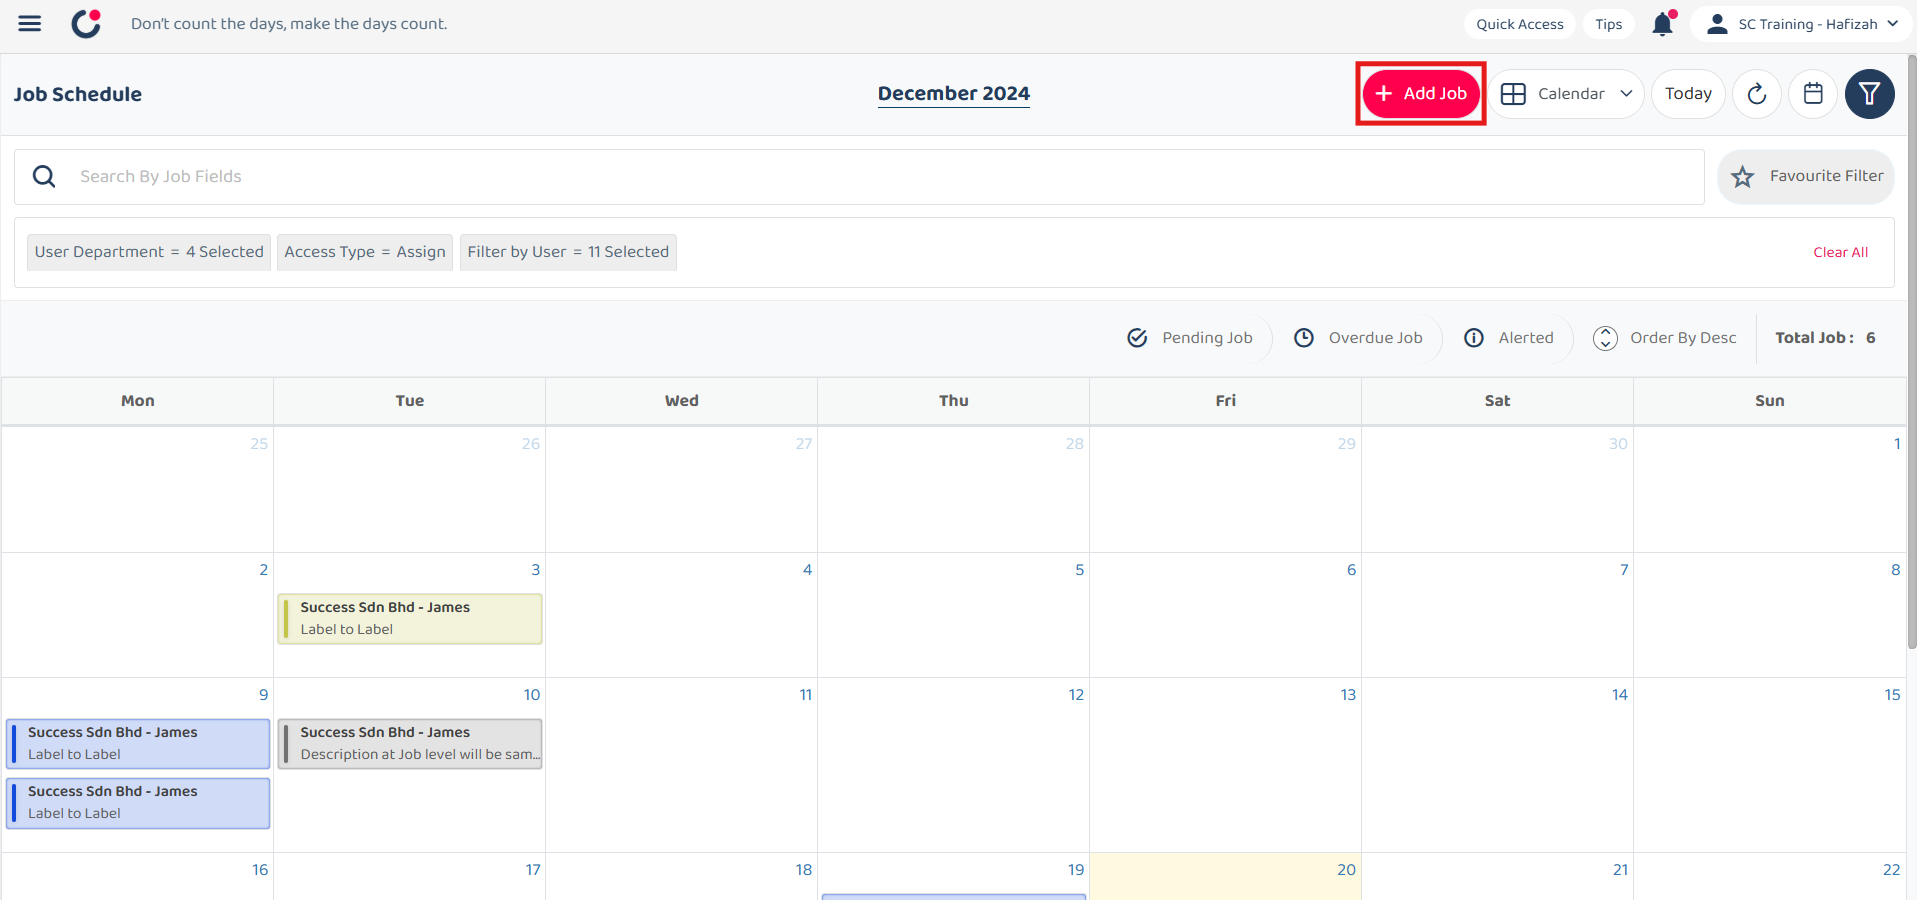 Don't count the days, make the days count.
Quick Access
Tips
SC Training - Hafizah
Job Schedule
December 2024
+ Add Job
Calendar
Today
Search By Job Fields
Favourite Filter
User Department = 4 Selected
Access Type = Assign
Filter by User = 11 Selected
Clear All
Pending Job
Overdue Job
Alerted
Order By Desc
Total Job : 6
Mon Tue Wed Thu Fri Sat Sun
25 26 27 28 29 30 1
2 3 4 5 6 7 8
Success Sdn Bhd - James
Label to Label
9 10 11 12 13 14 15
Success Sdn Bhd - James
Label to Label
Success Sdn Bhd - James
Description at Job level will be sam...
Success Sdn Bhd - James
Label to Label
16 17 18 19 20 21 22